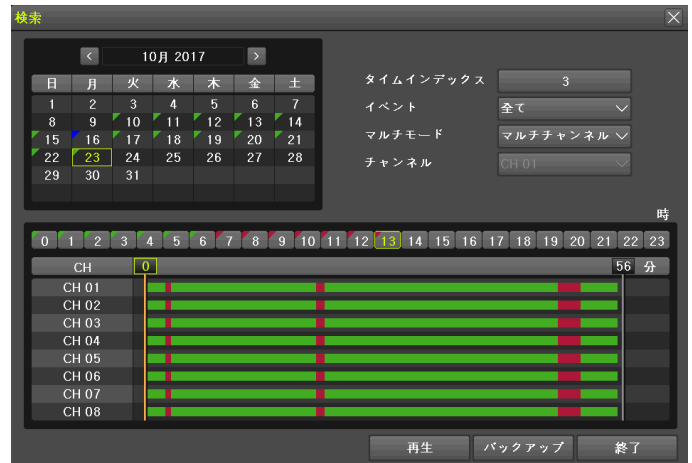 検索
< 10月 2017 >
日 月 火 水 木 金 土
1 2 3 4 5 6 7
8 9 10 11 12 13 14
15 16 17 18 19 20 21
22 23 24 25 26 27 28
29 30 31
タイムインデックス 3
イベント 全て
マルチモード マルチチャンネル
チャンネル CH 01
時
0 1 2 3 4 5 6 7 8 9 10 11 12 13 14 15 16 17 18 19 20 21 22 23
CH 0 56 分
CH 01
CH 02
CH 03
CH 04
CH 05
CH 06
CH 07
CH 08
再生 バックアップ 終了